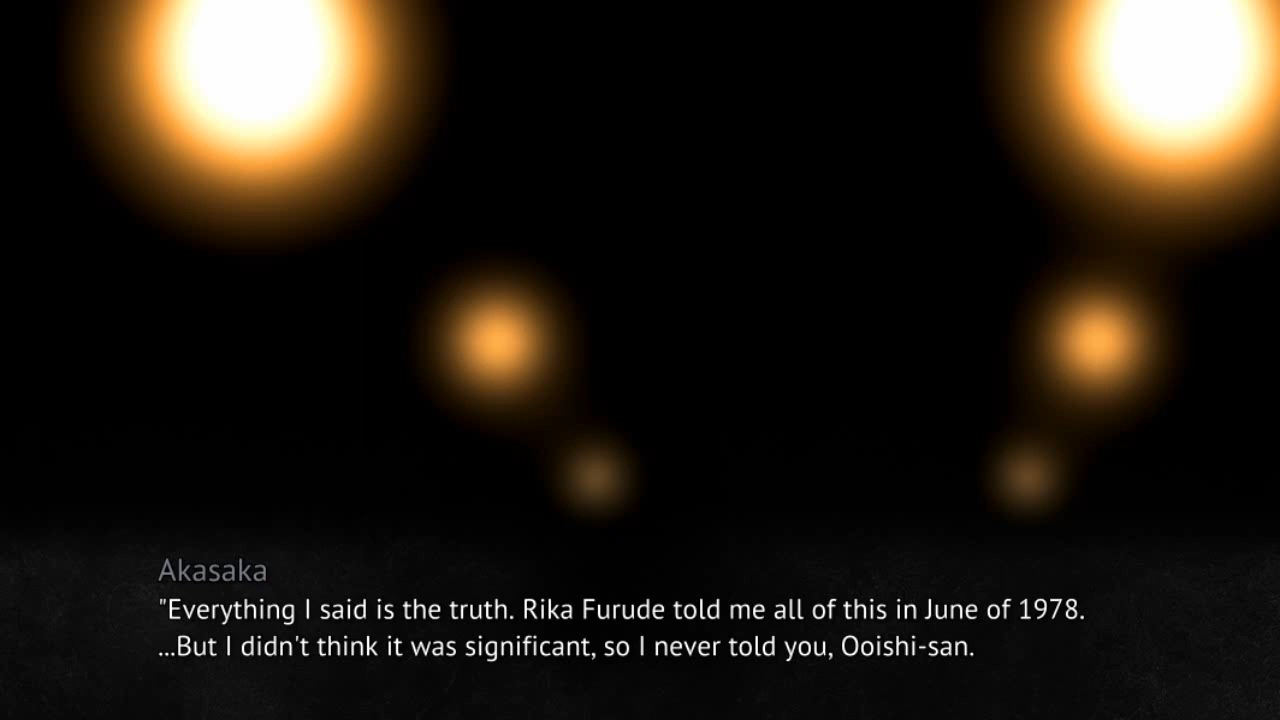 Akasaka
"Everything I said is the truth. Rika Furude told me all of this in June of 1978.
...But I didn't think it was significant, so I never told you, Ooishi-san.